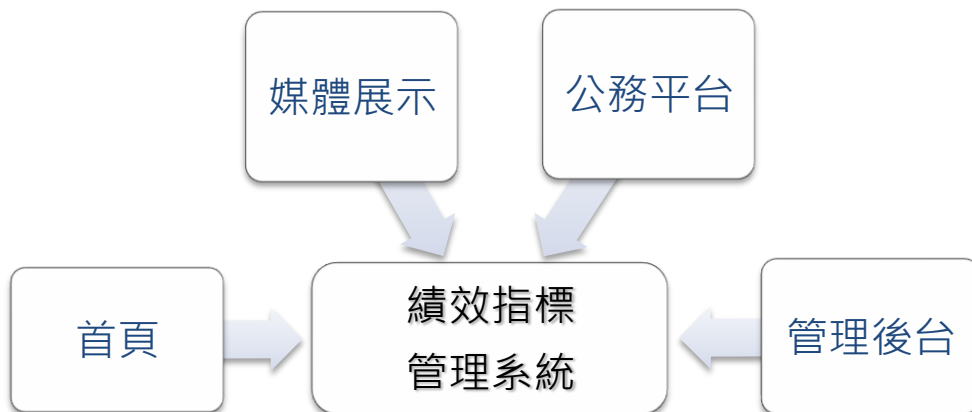 媒體展示
公務平台
首頁
績效指標
管理系統
管理後台